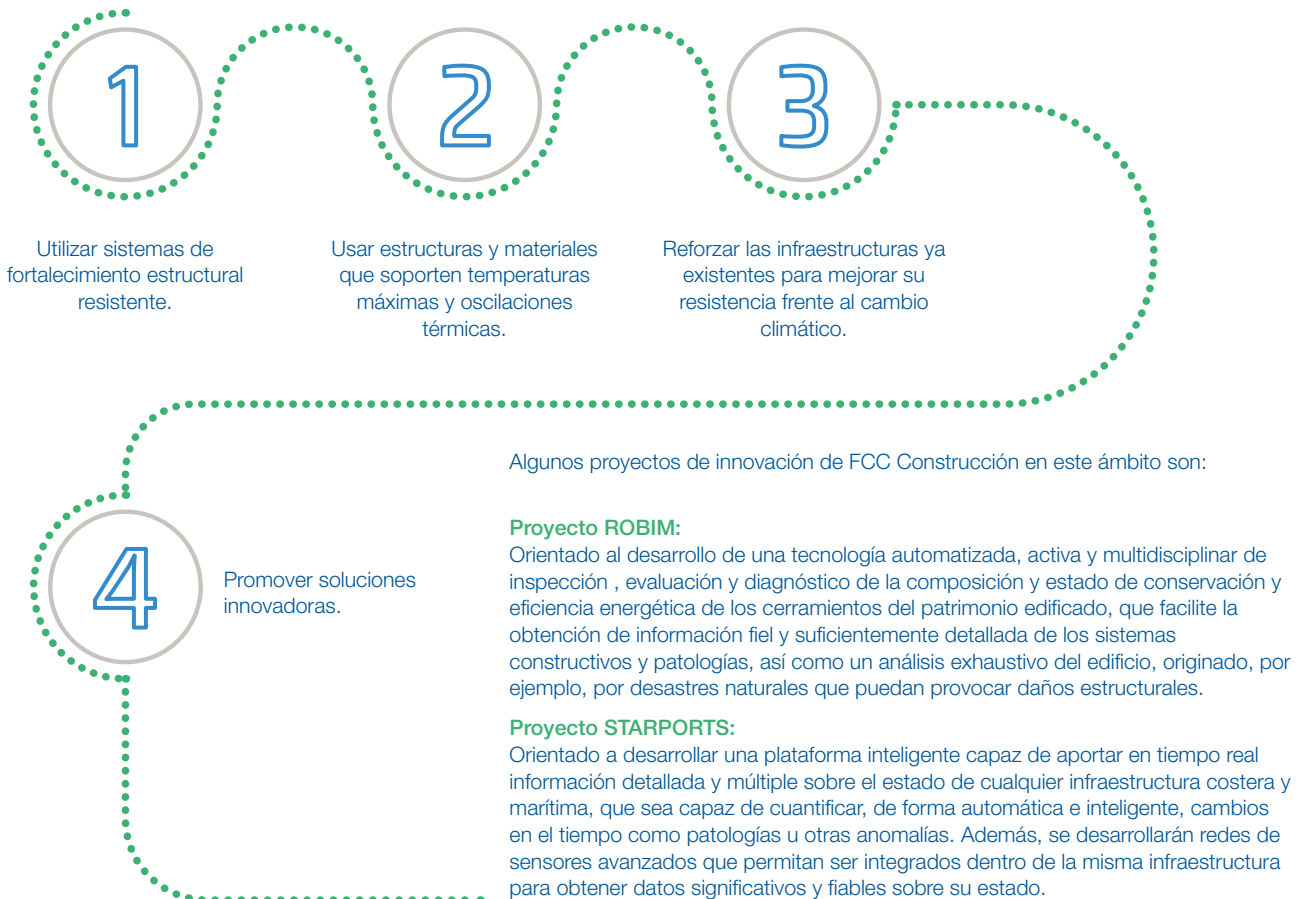 1
Utilizar sistemas de
fortalecimiento estructural
resistente.
2
Usar estructuras y materiales
que soporten temperaturas
máximas y oscilaciones
térmicas.
3
Reforzar las infraestructuras ya
existentes para mejorar su
resistencia frente al cambio
climático.
4
Promover soluciones
innovadoras.
Algunos proyectos de innovación de FCC Construcción en este ámbito son:
Proyecto ROBIM:
Orientado al desarrollo de una tecnología automatizada, activa y multidisciplinar de
inspección , evaluación y diagnóstico de la composición y estado de conservación y
eficiencia energética de los cerramientos del patrimonio edificado, que facilite la
obtención de información fiel y suficientemente detallada de los sistemas
constructivos y patologías, así como un análisis exhaustivo del edificio, originado, por
ejemplo, por desastres naturales que puedan provocar daños estructurales.
Proyecto STARPORTS:
Orientado a desarrollar una plataforma inteligente capaz de aportar en tiempo real
información detallada y múltiple sobre el estado de cualquier infraestructura costera y
marítima, que sea capaz de cuantificar, de forma automática e inteligente, cambios
en el tiempo como patologías u otras anomalías. Además, se desarrollarán redes de
sensores avanzados que permitan ser integrados dentro de la misma infraestructura
para obtener datos significativos y fiables sobre su estado.